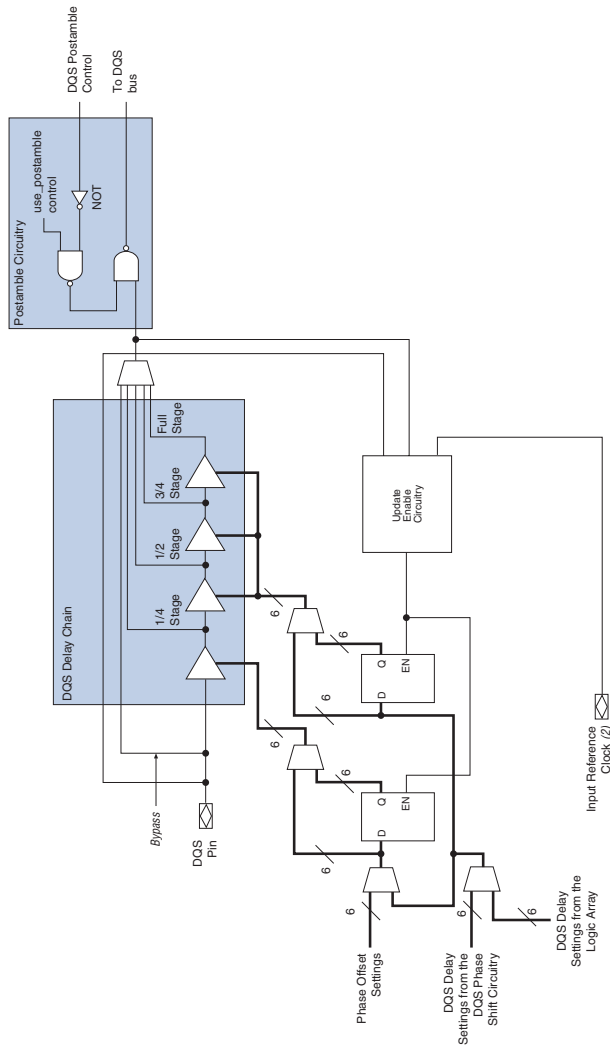 DQS Postamble
Control
To DQS
bus
Postamble Circuitry
use_postamble
control
NOT
DQS Delay Chain
1/4
Stage
1/2
Stage
3/4
Stage
Full
Stage
Bypass
DQS
Pin
6
6
6
6
6
6
D
Q
EN
D
Q
EN
Update
Enable
Circuitry
6
Phase Offset
Settings
6
DQS Delay
Settings from the
DQS Phase
Shift Circuitry
6
DQS Delay
Settings from the
Logic Array
Input Reference
Clock (2)